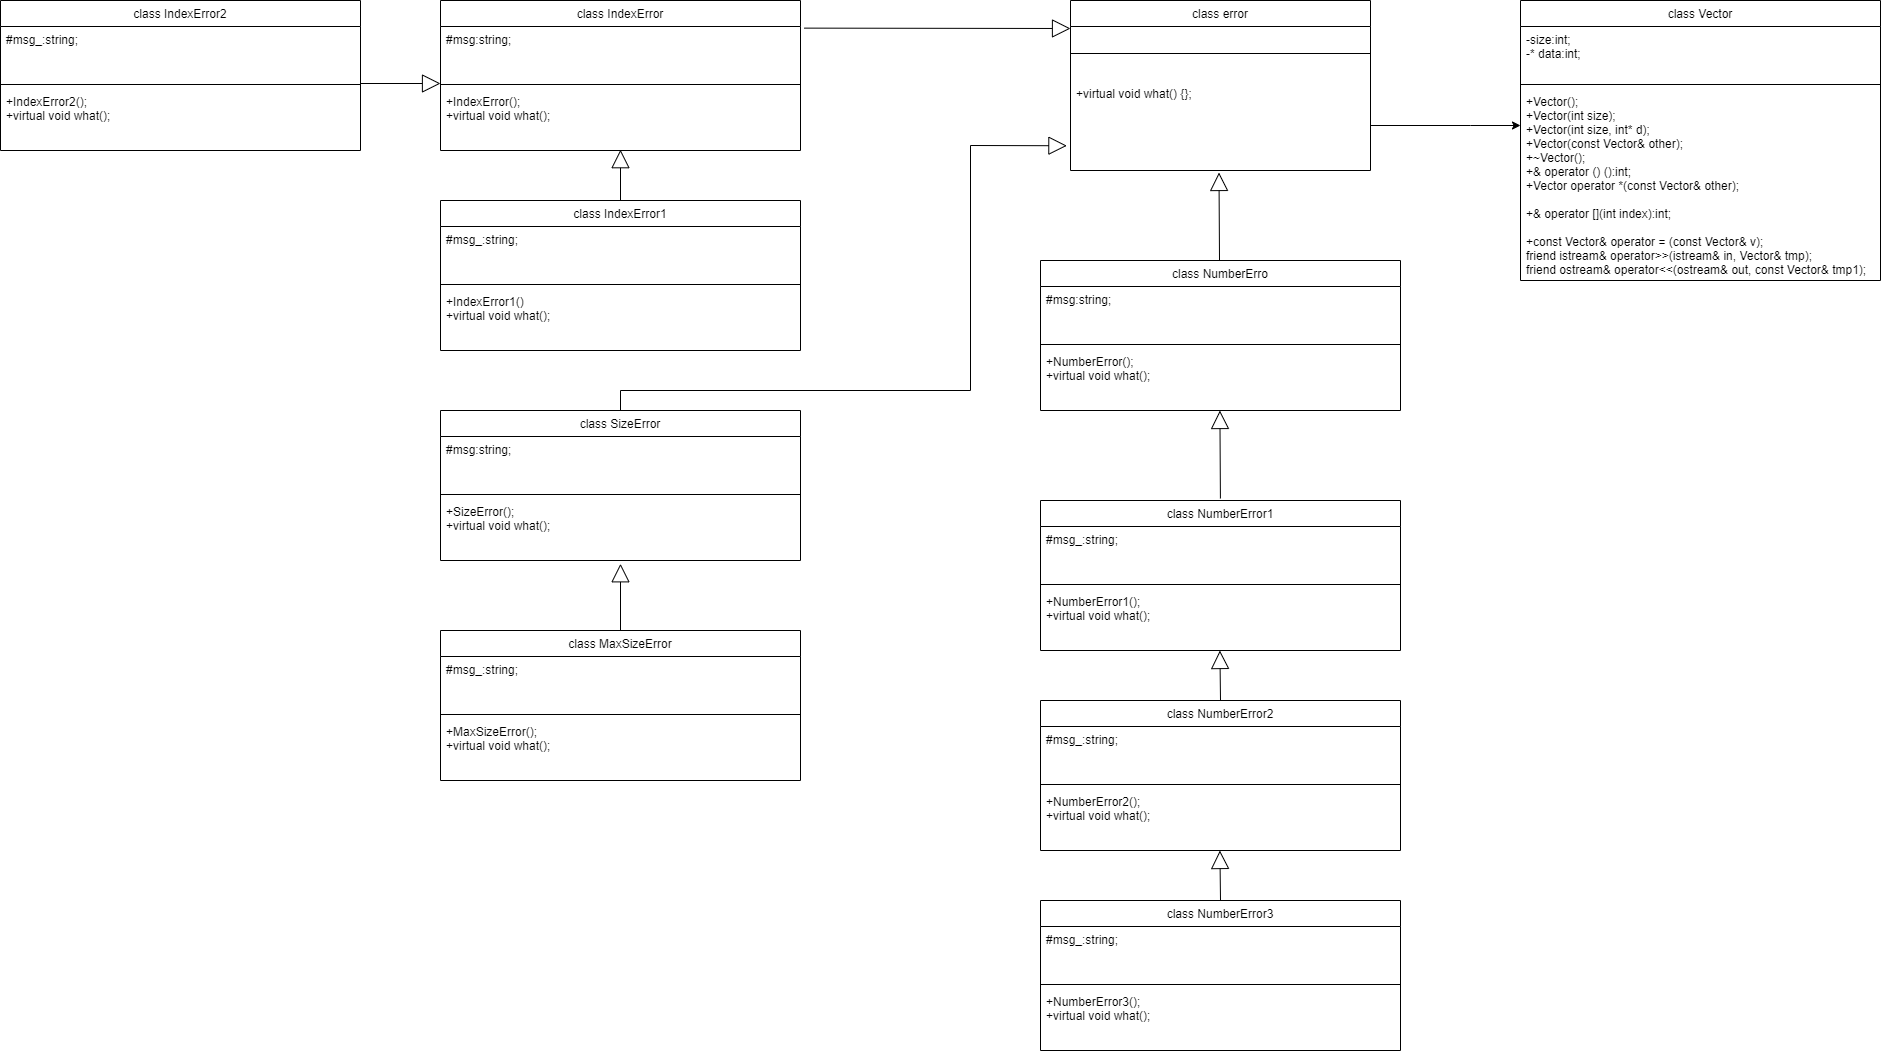 class IndexError2
#msg_:string;
+IndexError2();
+virtual void what();
class IndexError
#msg:string;
+IndexError();
+virtual void what();
class error
+virtual void what() {};
class Vector
-size:int;
-* data:int;
+Vector();
+Vector(int size);
+Vector(int size, int* d);
+Vector(const Vector& other);
+~Vector();
+& operator () ():int;
+Vector operator *(const Vector& other);
+& operator [](int index):int;
+const Vector& operator = (const Vector& v);
friend istream& operator>>(istream& in, Vector& tmp);
friend ostream& operator<<(ostream& out, const Vector& tmp1);
class IndexError1
#msg_:string;
+IndexError1()
+virtual void what();
class NumberErro
#msg:string;
+NumberError();
+virtual void what();
class SizeError
#msg:string;
+SizeError();
+virtual void what();
class NumberError1
#msg_:string;
+NumberError1();
+virtual void what();
class MaxSizeError
#msg_:string;
+MaxSizeError();
+virtual void what();
class NumberError2
#msg_:string;
+NumberError2();
+virtual void what();
class NumberError3
#msg_:string;
+NumberError3();
+virtual void what();